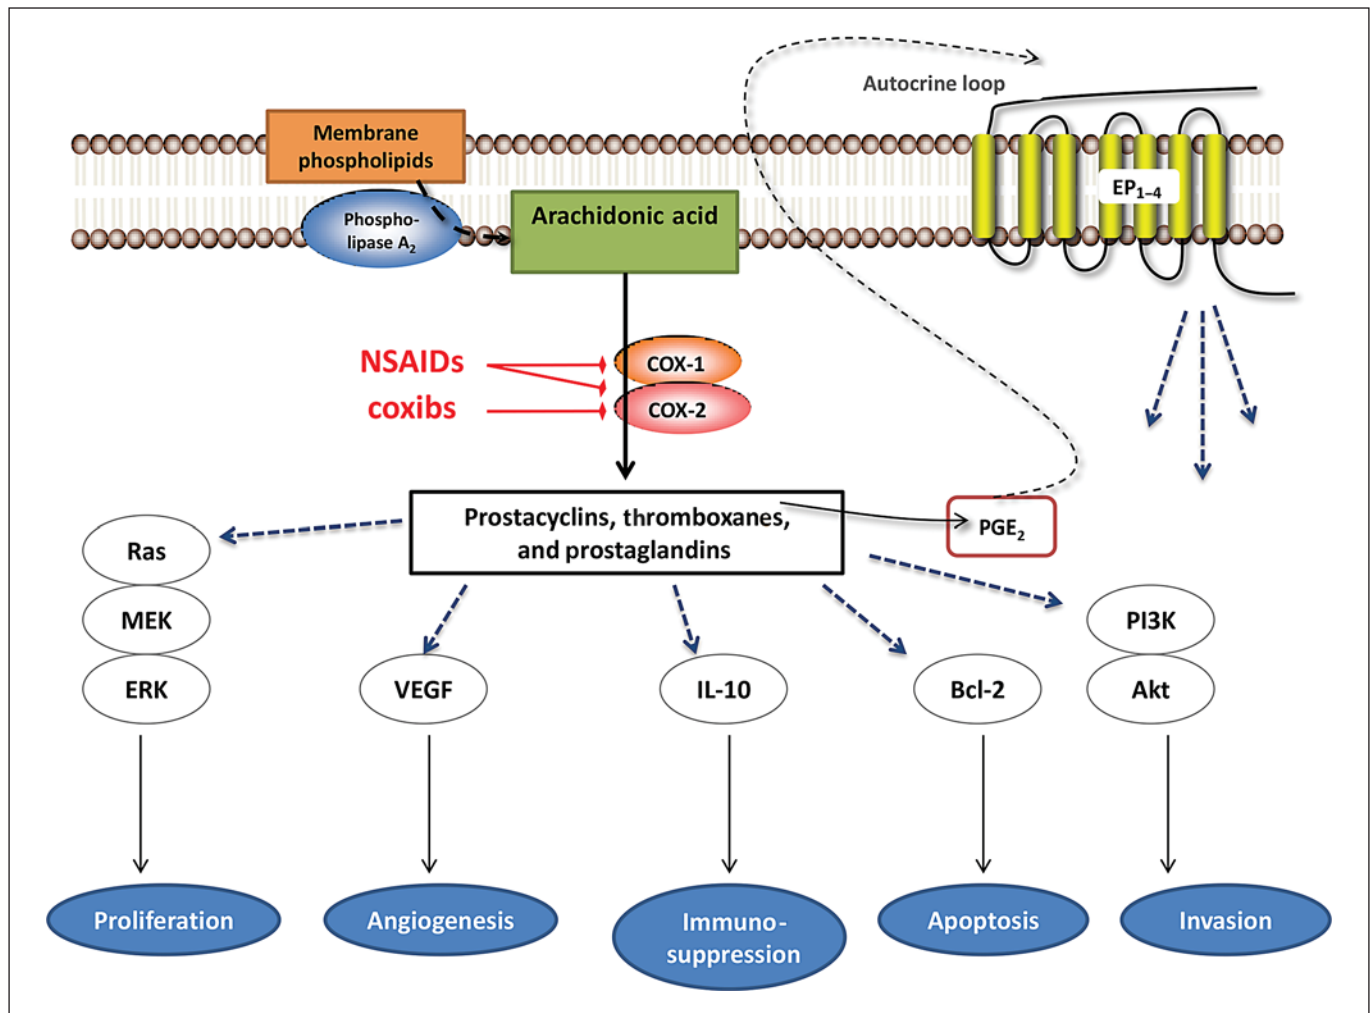 Autocrine loop
Membrane
phospholipids
Phospho-
lipase A₂
Arachidonic acid
EP₁₋₄
NSAIDs
coxibs
COX-1
COX-2
Prostacyclins, thromboxanes,
and prostaglandins
PGE₂
Ras
MEK
ERK
VEGF
IL-10
Bcl-2
PI3K
Akt
Proliferation
Angiogenesis
Immuno-
suppression
Apoptosis
Invasion